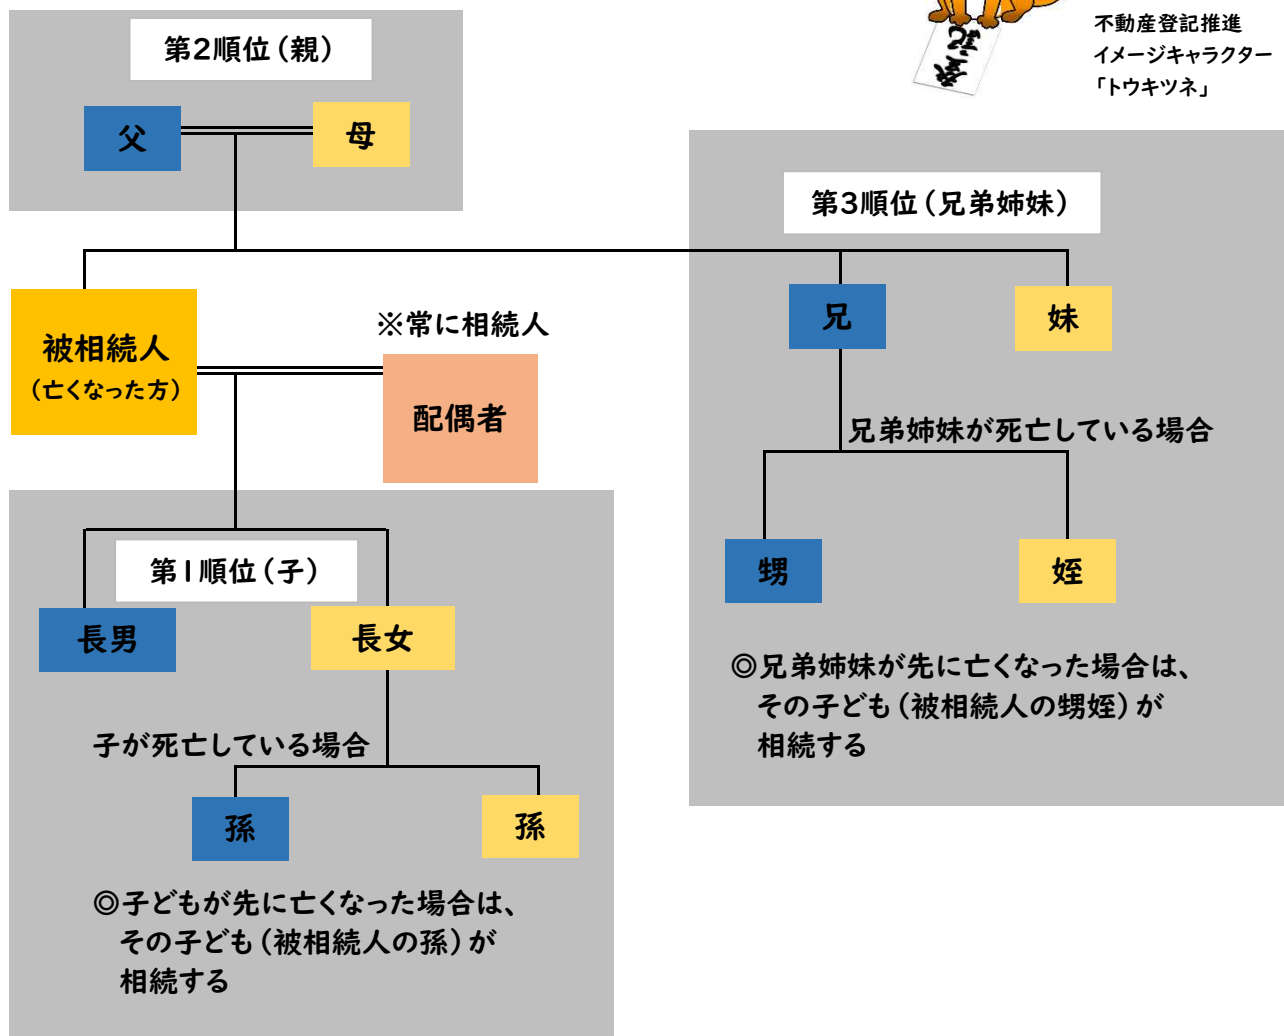 不動産登記推進
イメージキャラクター
「トウキツネ」
登記
第2順位(親)
父
母
第3順位(兄弟姉妹)
兄
妹
被相続人
(亡くなった方)
※常に相続人
配偶者
兄弟姉妹が死亡している場合
甥
姪
◎兄弟姉妹が先に亡くなった場合は、
その子ども(被相続人の甥姪)が
相続する
第1順位(子)
長男
長女
子が死亡している場合
孫
孫
◎子どもが先に亡くなった場合は、
その子ども(被相続人の孫)が
相続する